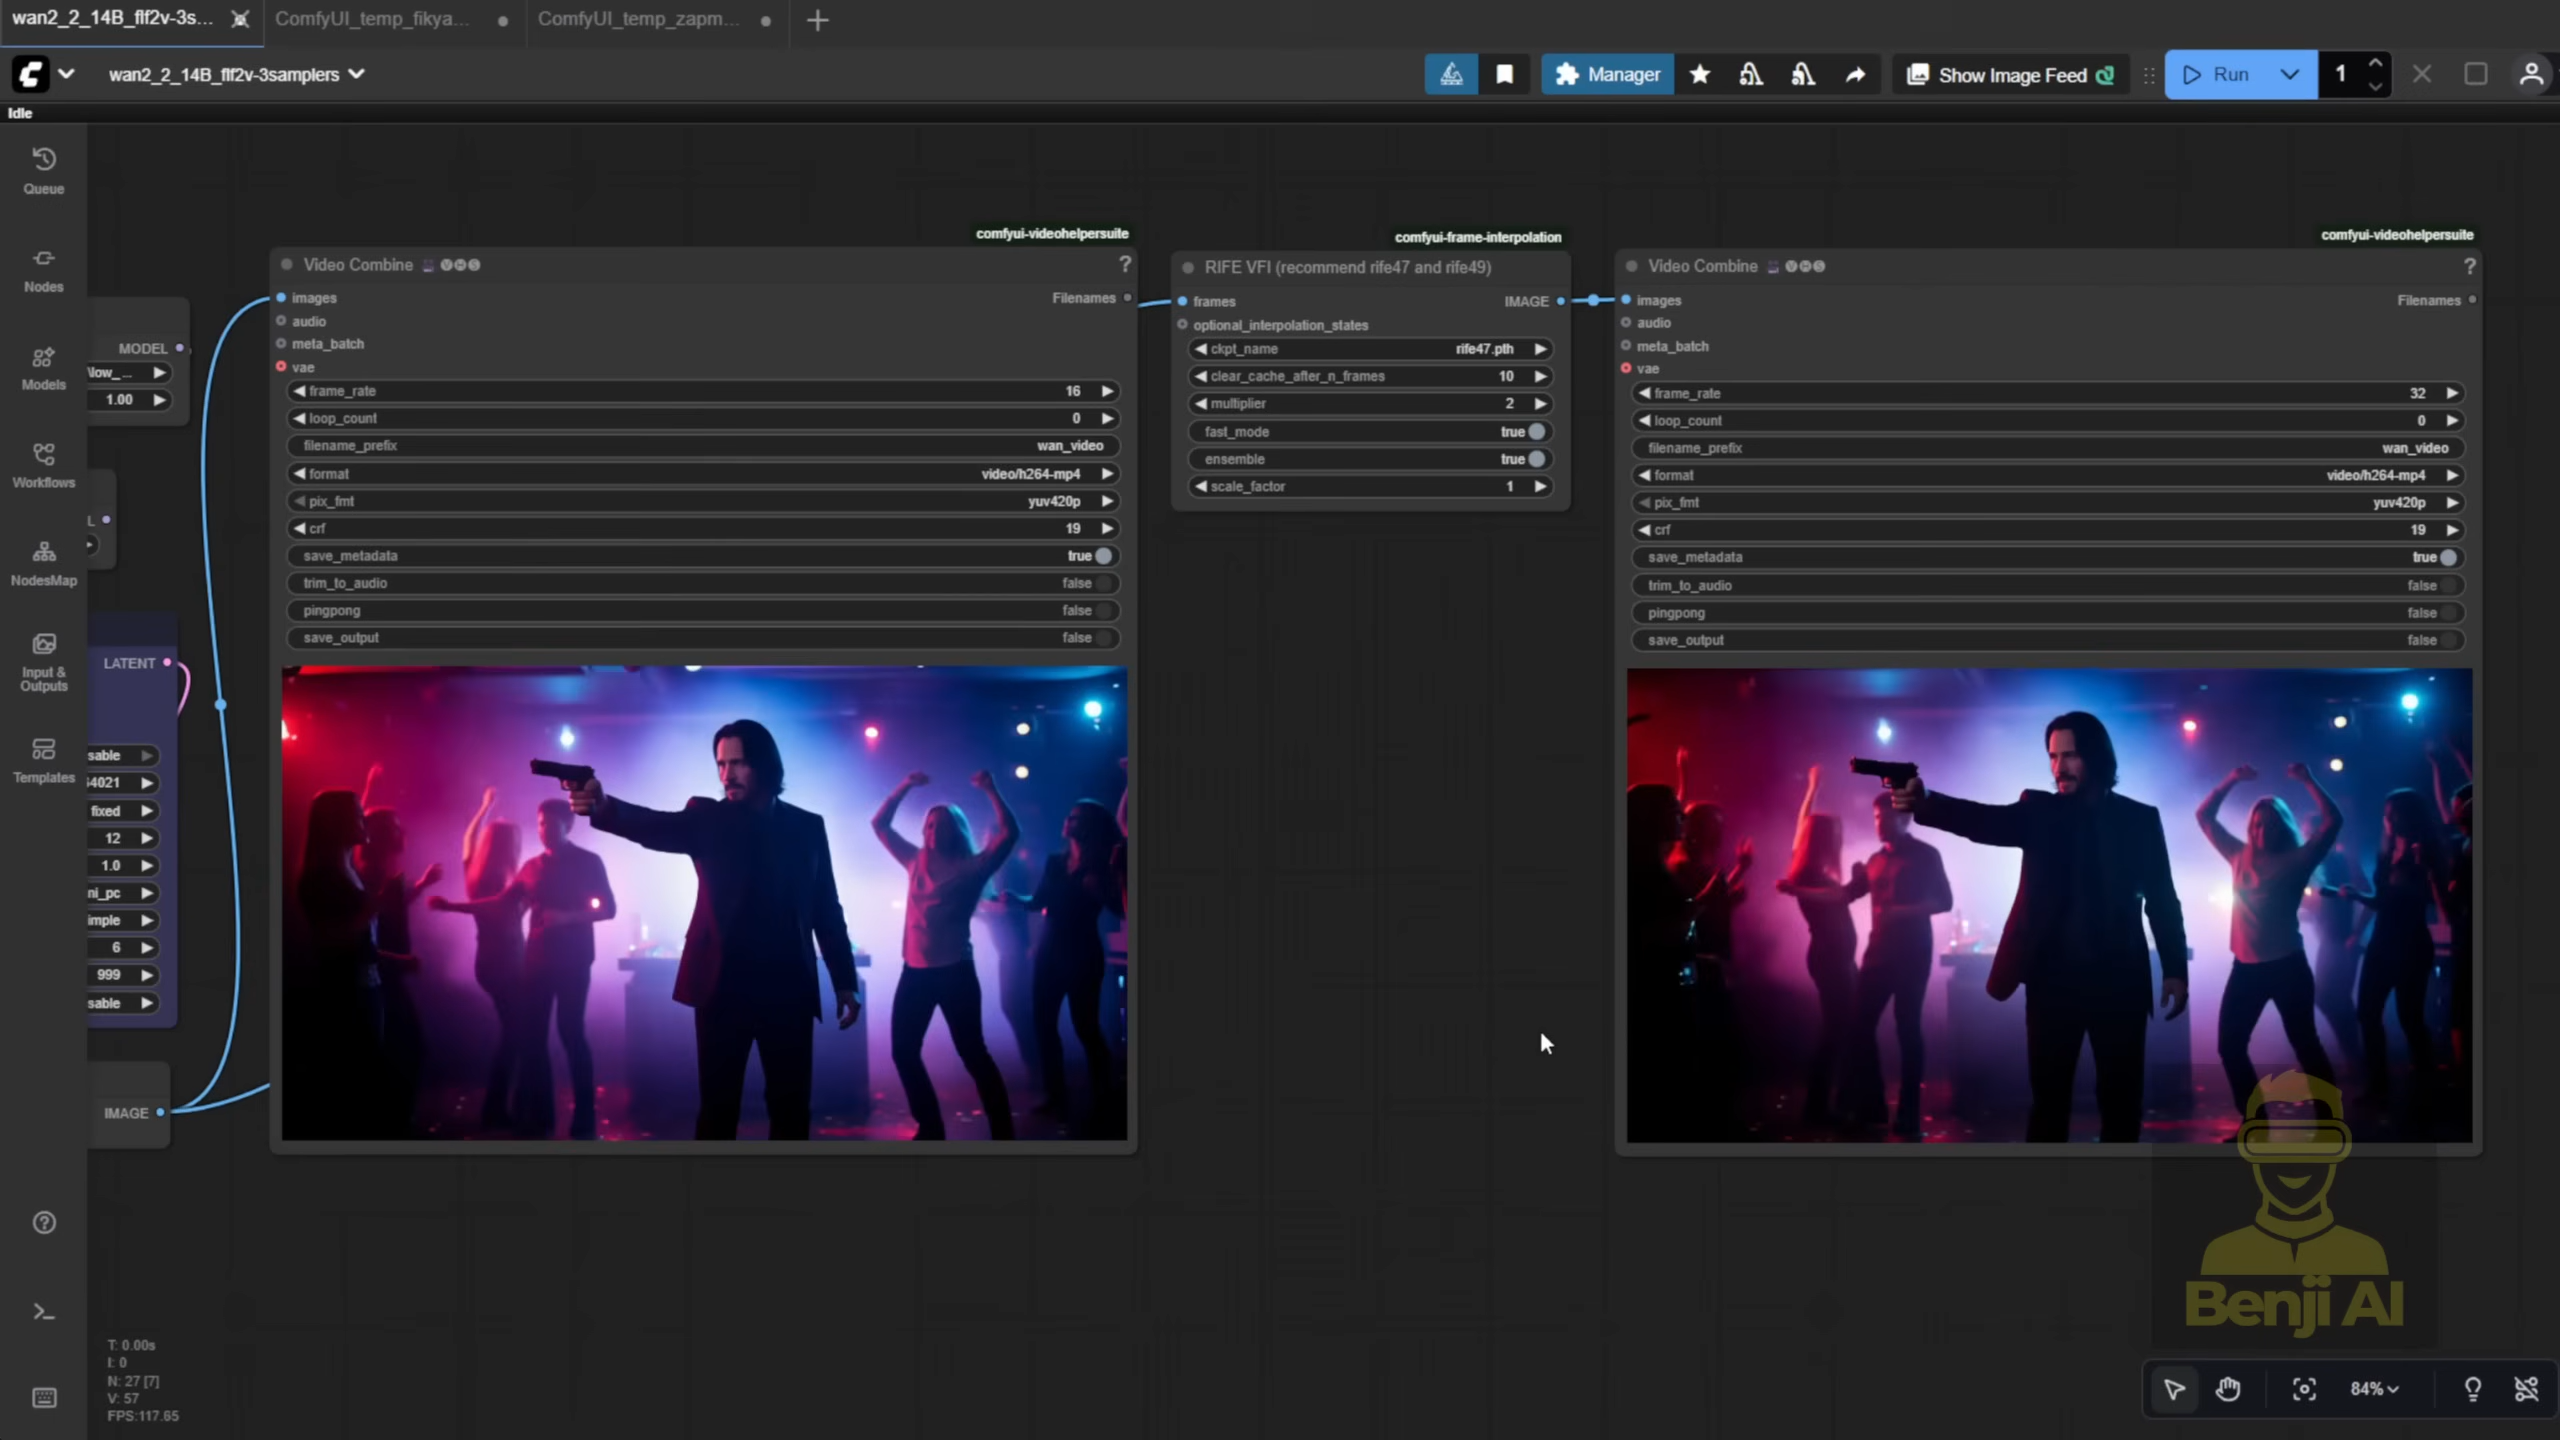 wan2_2_14B_flf2v-3s...
ComfyUI_temp_fikya...
ComfyUI_temp_zapm...
wan2_2_14B_flf2v-3samplers
Manager
Show Image Feed
Run
1
Idle
Queue
Nodes
Models
Workflows
NodesMap
Input &
Outputs
Templates
MODEL
1.00
LATENT
sable
fixed
12
1.0
ni_pc
imple
6
999
sable
IMAGE
comfyui-videohelpersuite
Video Combine VHS
?
images
Filenames
audio
meta_batch
vae
frame_rate 16
loop_count 0
filename_prefix wan_video
format video/h264-mp4
pix_fmt yuv420p
crf 19
save_metadata true
trim_to_audio false
pingpong false
save_output false
comfyui-frame-interpolation
RIFE VFI (recommend rife47 and rife49)
frames IMAGE
optional_interpolation_states
ckpt_name rife47.pth
clear_cache_after_n_frames 10
multiplier 2
fast_mode true
ensemble true
scale_factor 1
comfyui-videohelpersuite
Video Combine VHS
?
images Filenames
audio
meta_batch
vae
frame_rate 32
loop_count 0
filename_prefix wan_video
format video/h264-mp4
pix_fmt yuv420p
crf 19
save_metadata true
trim_to_audio false
pingpong false
save_output false
Benji AI
T: 0.00s
I: 0
N: 27 [7]
V: 57
FPS:117.65
84%